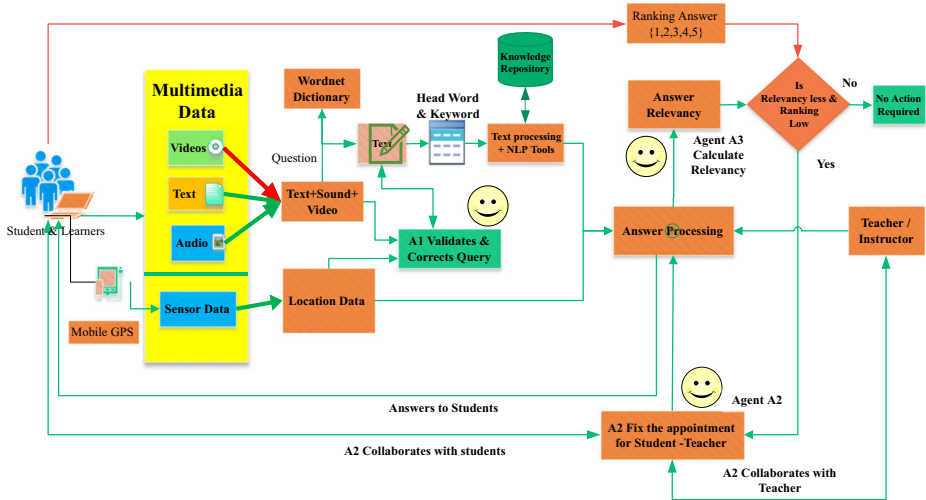 Ranking Answer
{1,2,3,4,5}
Knowledge
Repository
Is
Relevancy less &
Ranking
Low
No
No Action
Required
Yes
Answer
Relevancy
Agent A3
Calculate
Relevancy
Multimedia
Data
Videos
Text
Audio
Sensor Data
Wordnet
Dictionary
Question
Text
Head Word
& Keyword
Text processing
+ NLP Tools
Text+Sound+
Video
A1 Validates &
Corrects Query
Location Data
Student & Learners
Mobile GPS
Answer Processing
Teacher /
Instructor
Answers to Students
Agent A2
A2 Fix the appointment
for Student -Teacher
A2 Collaborates with students
A2 Collaborates with
Teacher